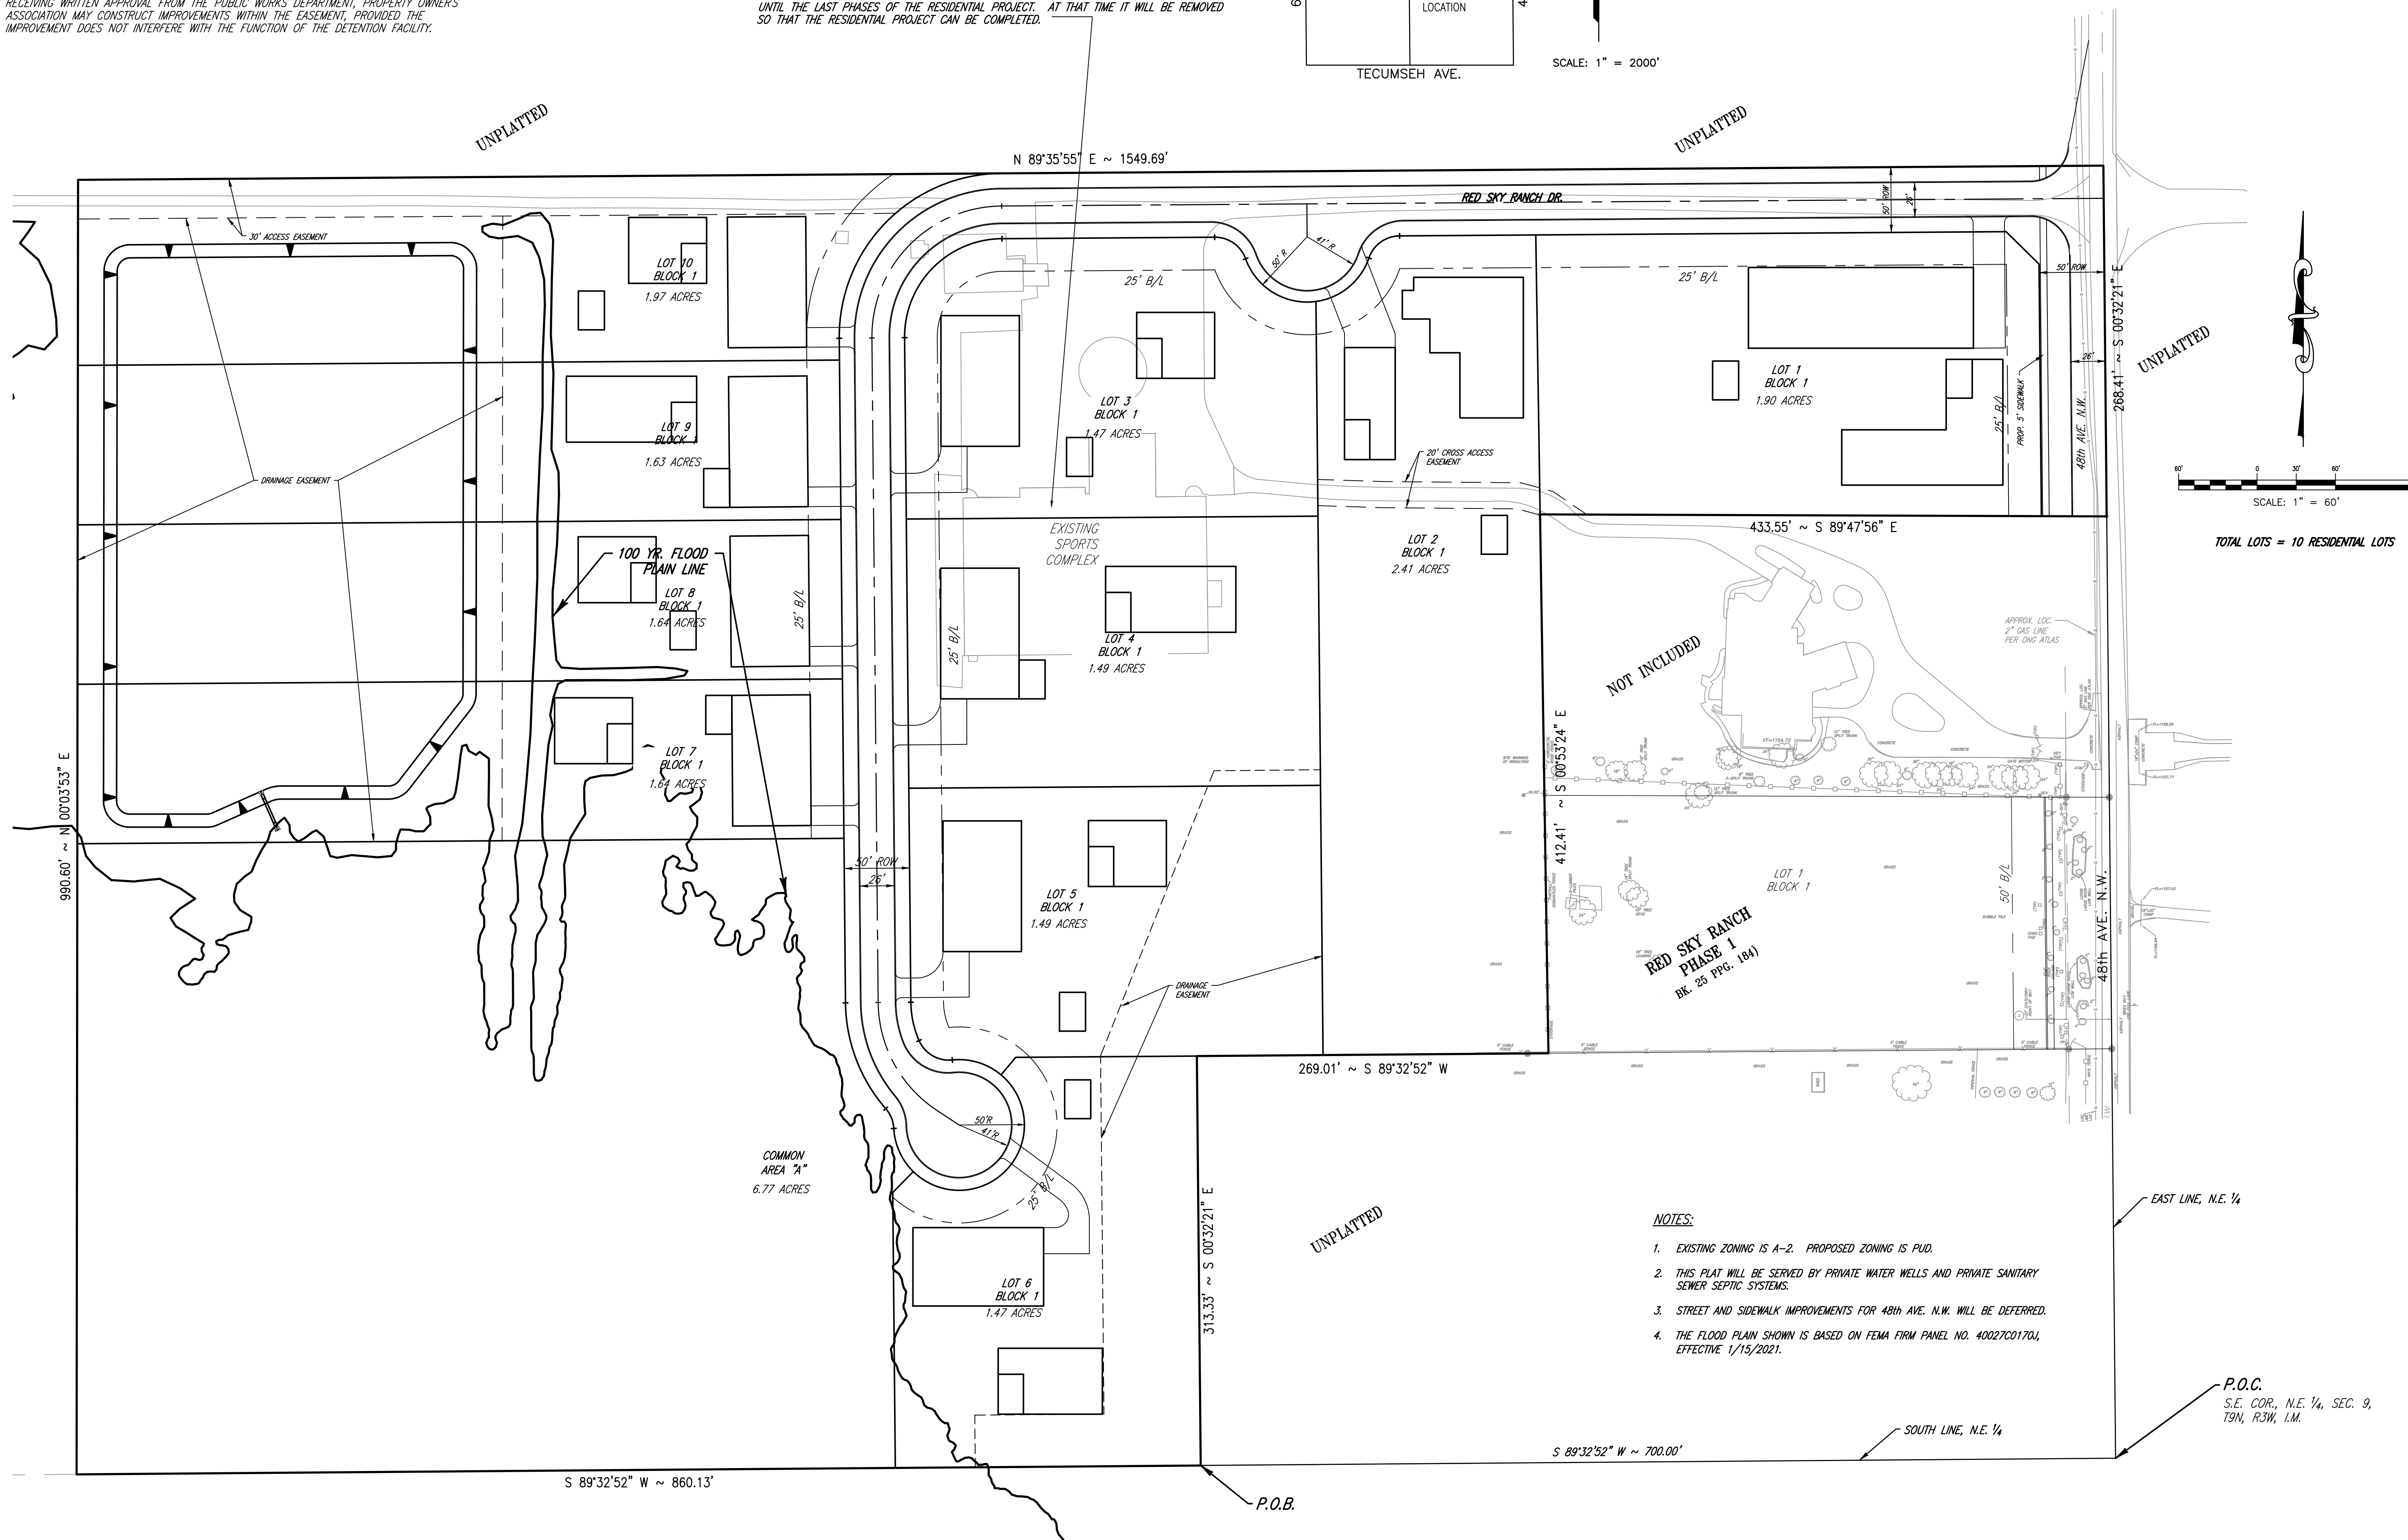 RECEIVING WRITTEN APPROVAL FROM THE PUBLIC WORKS DEPARTMENT, PROPERTY OWNER'S
ASSOCIATION MAY CONSTRUCT IMPROVEMENTS WITHIN THE EASEMENT, PROVIDED THE
IMPROVEMENT DOES NOT INTERFERE WITH THE FUNCTION OF THE DETENTION FACILITY.
UNTIL THE LAST PHASES OF THE RESIDENTIAL PROJECT. AT THAT TIME IT WILL BE REMOVED
SO THAT THE RESIDENTIAL PROJECT CAN BE COMPLETED.
LOCATION
TECUMSEH AVE.
SCALE: 1" = 2000'
UNPLATTED
UNPLATTED
N 89°35'55" E ~ 1549.69'
RED SKY RANCH DR.
50' ROW
26'
30' ACCESS EASEMENT
LOT 10
BLOCK 1
1.97 ACRES
50' R
41' R
25' B/L
25' B/L
50' ROW
268.41' ~ S 00°32'21" E
UNPLATTED
26'
LOT 3
BLOCK 1
1.47 ACRES
LOT 1
BLOCK 1
1.90 ACRES
PROP. 5' SIDEWALK
25' B/L
48th AVE. N.W.
LOT 9
BLOCK 1
1.63 ACRES
20' CROSS ACCESS
EASEMENT
DRAINAGE EASEMENT
60' 0 30' 60'
SCALE: 1" = 60'
TOTAL LOTS = 10 RESIDENTIAL LOTS
433.55' ~ S 89°47'56" E
EXISTING
SPORTS
COMPLEX
LOT 2
BLOCK 1
2.41 ACRES
100 YR. FLOOD
PLAIN LINE
LOT 8
BLOCK 1
1.64 ACRES
25' B/L
25' B/L
LOT 4
BLOCK 1
1.49 ACRES
NOT INCLUDED
APPROX. LOC.
2" GAS LINE
PER ONG ATLAS
LOT 7
BLOCK 1
1.64 ACRES
990.60' ~ N 00°03'53" E
412.41' ~ S 00°53'24" E
FF=1154.72
CONCRETE
CONCRETE
GRASS
50' ROW
26'
LOT 5
BLOCK 1
1.49 ACRES
LOT 1
BLOCK 1
50' B/L
RED SKY RANCH
PHASE 1
BK. 25 PPG. 184)
RUBBLE PILE
48th AVE. N.W.
DRAINAGE
EASEMENT
269.01' ~ S 89°32'52" W
50'R
41'R
25' B/L
COMMON
AREA "A"
6.77 ACRES
313.33' ~ S 00°32'21" E
UNPLATTED
LOT 6
BLOCK 1
1.47 ACRES
EAST LINE, N.E. ¼
NOTES:
1. EXISTING ZONING IS A-2. PROPOSED ZONING IS PUD.
2. THIS PLAT WILL BE SERVED BY PRIVATE WATER WELLS AND PRIVATE SANITARY
SEWER SEPTIC SYSTEMS.
3. STREET AND SIDEWALK IMPROVEMENTS FOR 48th AVE. N.W. WILL BE DEFERRED.
4. THE FLOOD PLAIN SHOWN IS BASED ON FEMA FIRM PANEL NO. 40027C0170J,
EFFECTIVE 1/15/2021.
P.O.C.
S.E. COR., N.E. ¼, SEC. 9,
T9N, R3W, I.M.
SOUTH LINE, N.E. ¼
S 89°32'52" W ~ 700.00'
S 89°32'52" W ~ 860.13'
P.O.B.